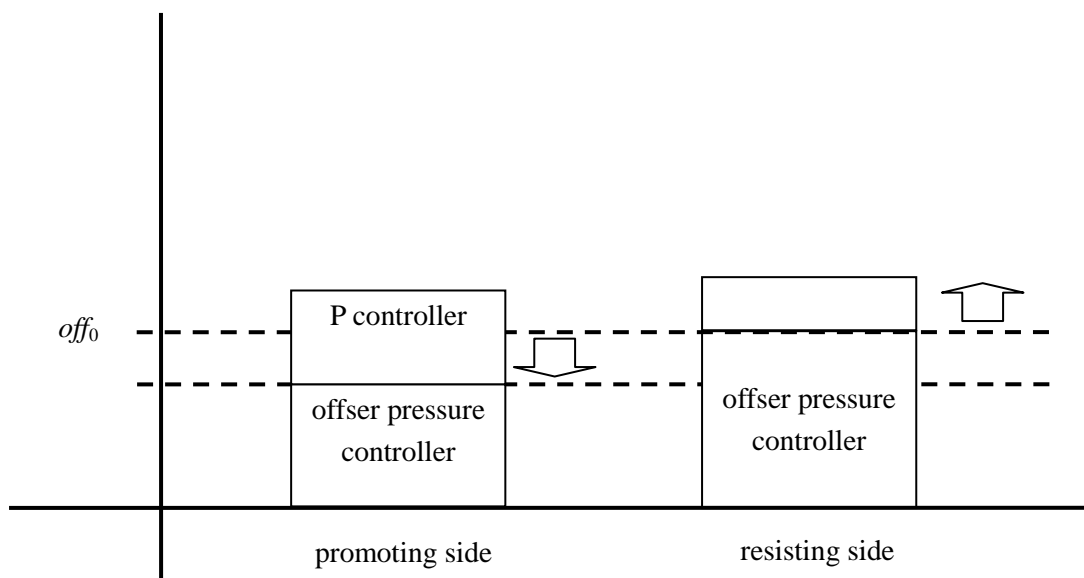 P controller
off₀
offser pressure
controller
offser pressure
controller
promoting side
resisting side